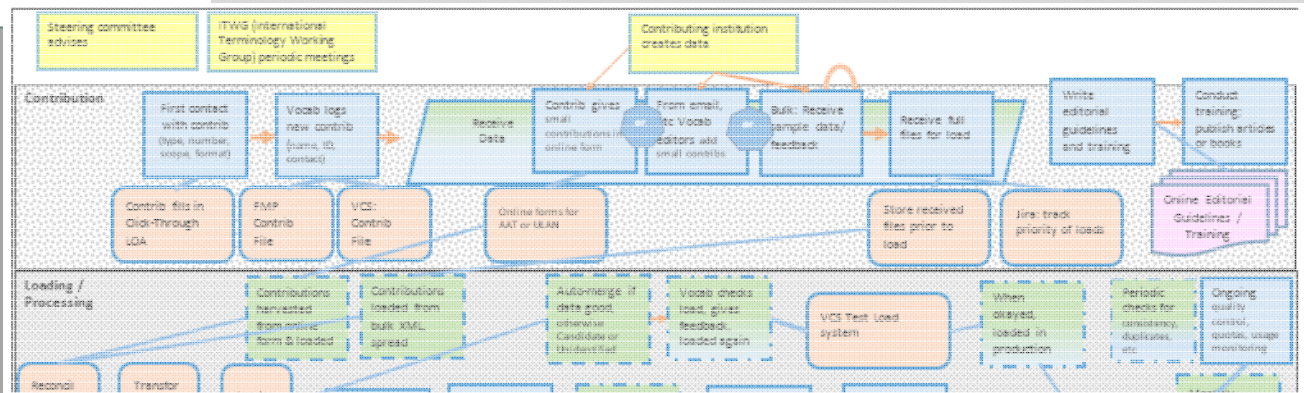 Steering committee
advises
ITWG (International
Terminology Working
Group) periodic meetings
Contributing institution
creates data
Contribution
First contact
with contrib
(type, number,
scope, format)
Vocab logs
new contrib
(name, ID,
contact)
Receive
Data
Contrib gives
small
contributions in
online form
From email,
etc Vocab
editors add
small contribs
Bulk: Receive
sample data/
feedback
Receive full
files for load
Write
editorial
guidelines
and training
Conduct
training;
publish articles
or books
Contrib fills in
Click-Through
LOA
FMP
Contrib
File
VCS:
Contrib
File
Online forms for
AAT or ULAN
Store received
files prior to
load
Jira: track
priority of loads
Online Editorial
Guidelines /
Training
Loading /
Processing
Contributions
harvested
from online
form & loaded
Contributions
loaded from
bulk XML,
spread
Auto-merge if
data good,
otherwise
Candidate or
Unidentified
Vocab checks
load, gives
feedback,
loaded again
VCS Test Load
system
When
okayed,
loaded in
production
Periodic
checks for
consistency,
duplicates,
etc
Ongoing
quality
control,
quotas, usage
monitoring
Reconcil
Transfor